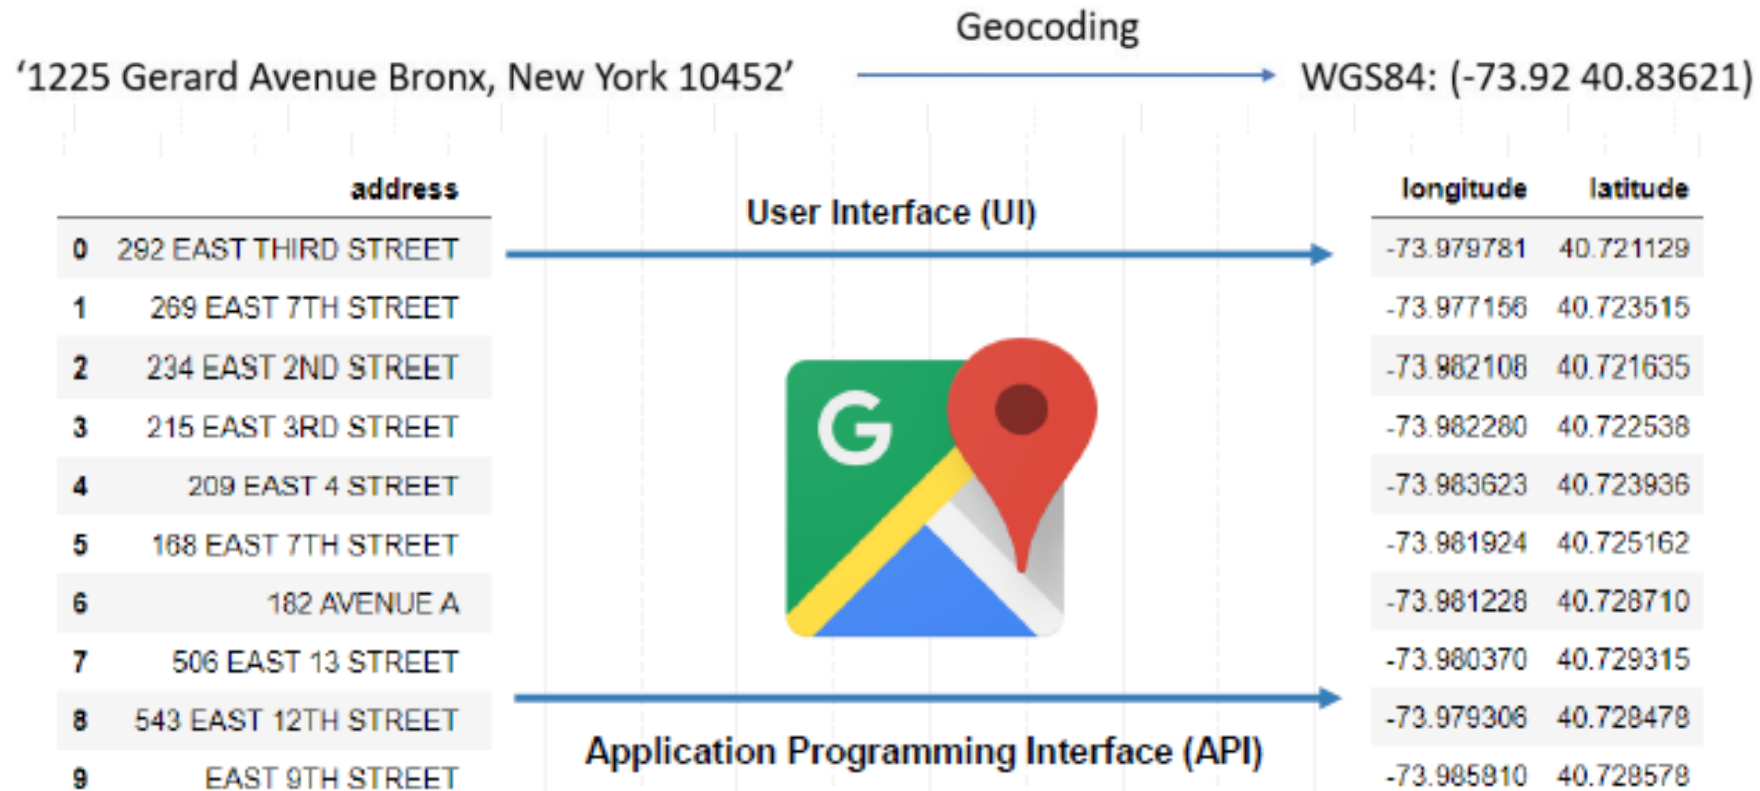 Geocoding
‘1225 Gerard Avenue Bronx, New York 10452’ WGS84: (-73.92 40.83621)
address
0 292 EAST THIRD STREET
1 269 EAST 7TH STREET
2 234 EAST 2ND STREET
3 215 EAST 3RD STREET
4 209 EAST 4 STREET
5 168 EAST 7TH STREET
6 182 AVENUE A
7 506 EAST 13 STREET
8 543 EAST 12TH STREET
9 EAST 9TH STREET
User Interface (UI)
G
Application Programming Interface (API)
longitude latitude
-73.979781 40.721129
-73.977156 40.723515
-73.982108 40.721635
-73.982280 40.722538
-73.983623 40.723936
-73.981924 40.725162
-73.981228 40.728710
-73.980370 40.729315
-73.979306 40.728478
-73.985810 40.728578